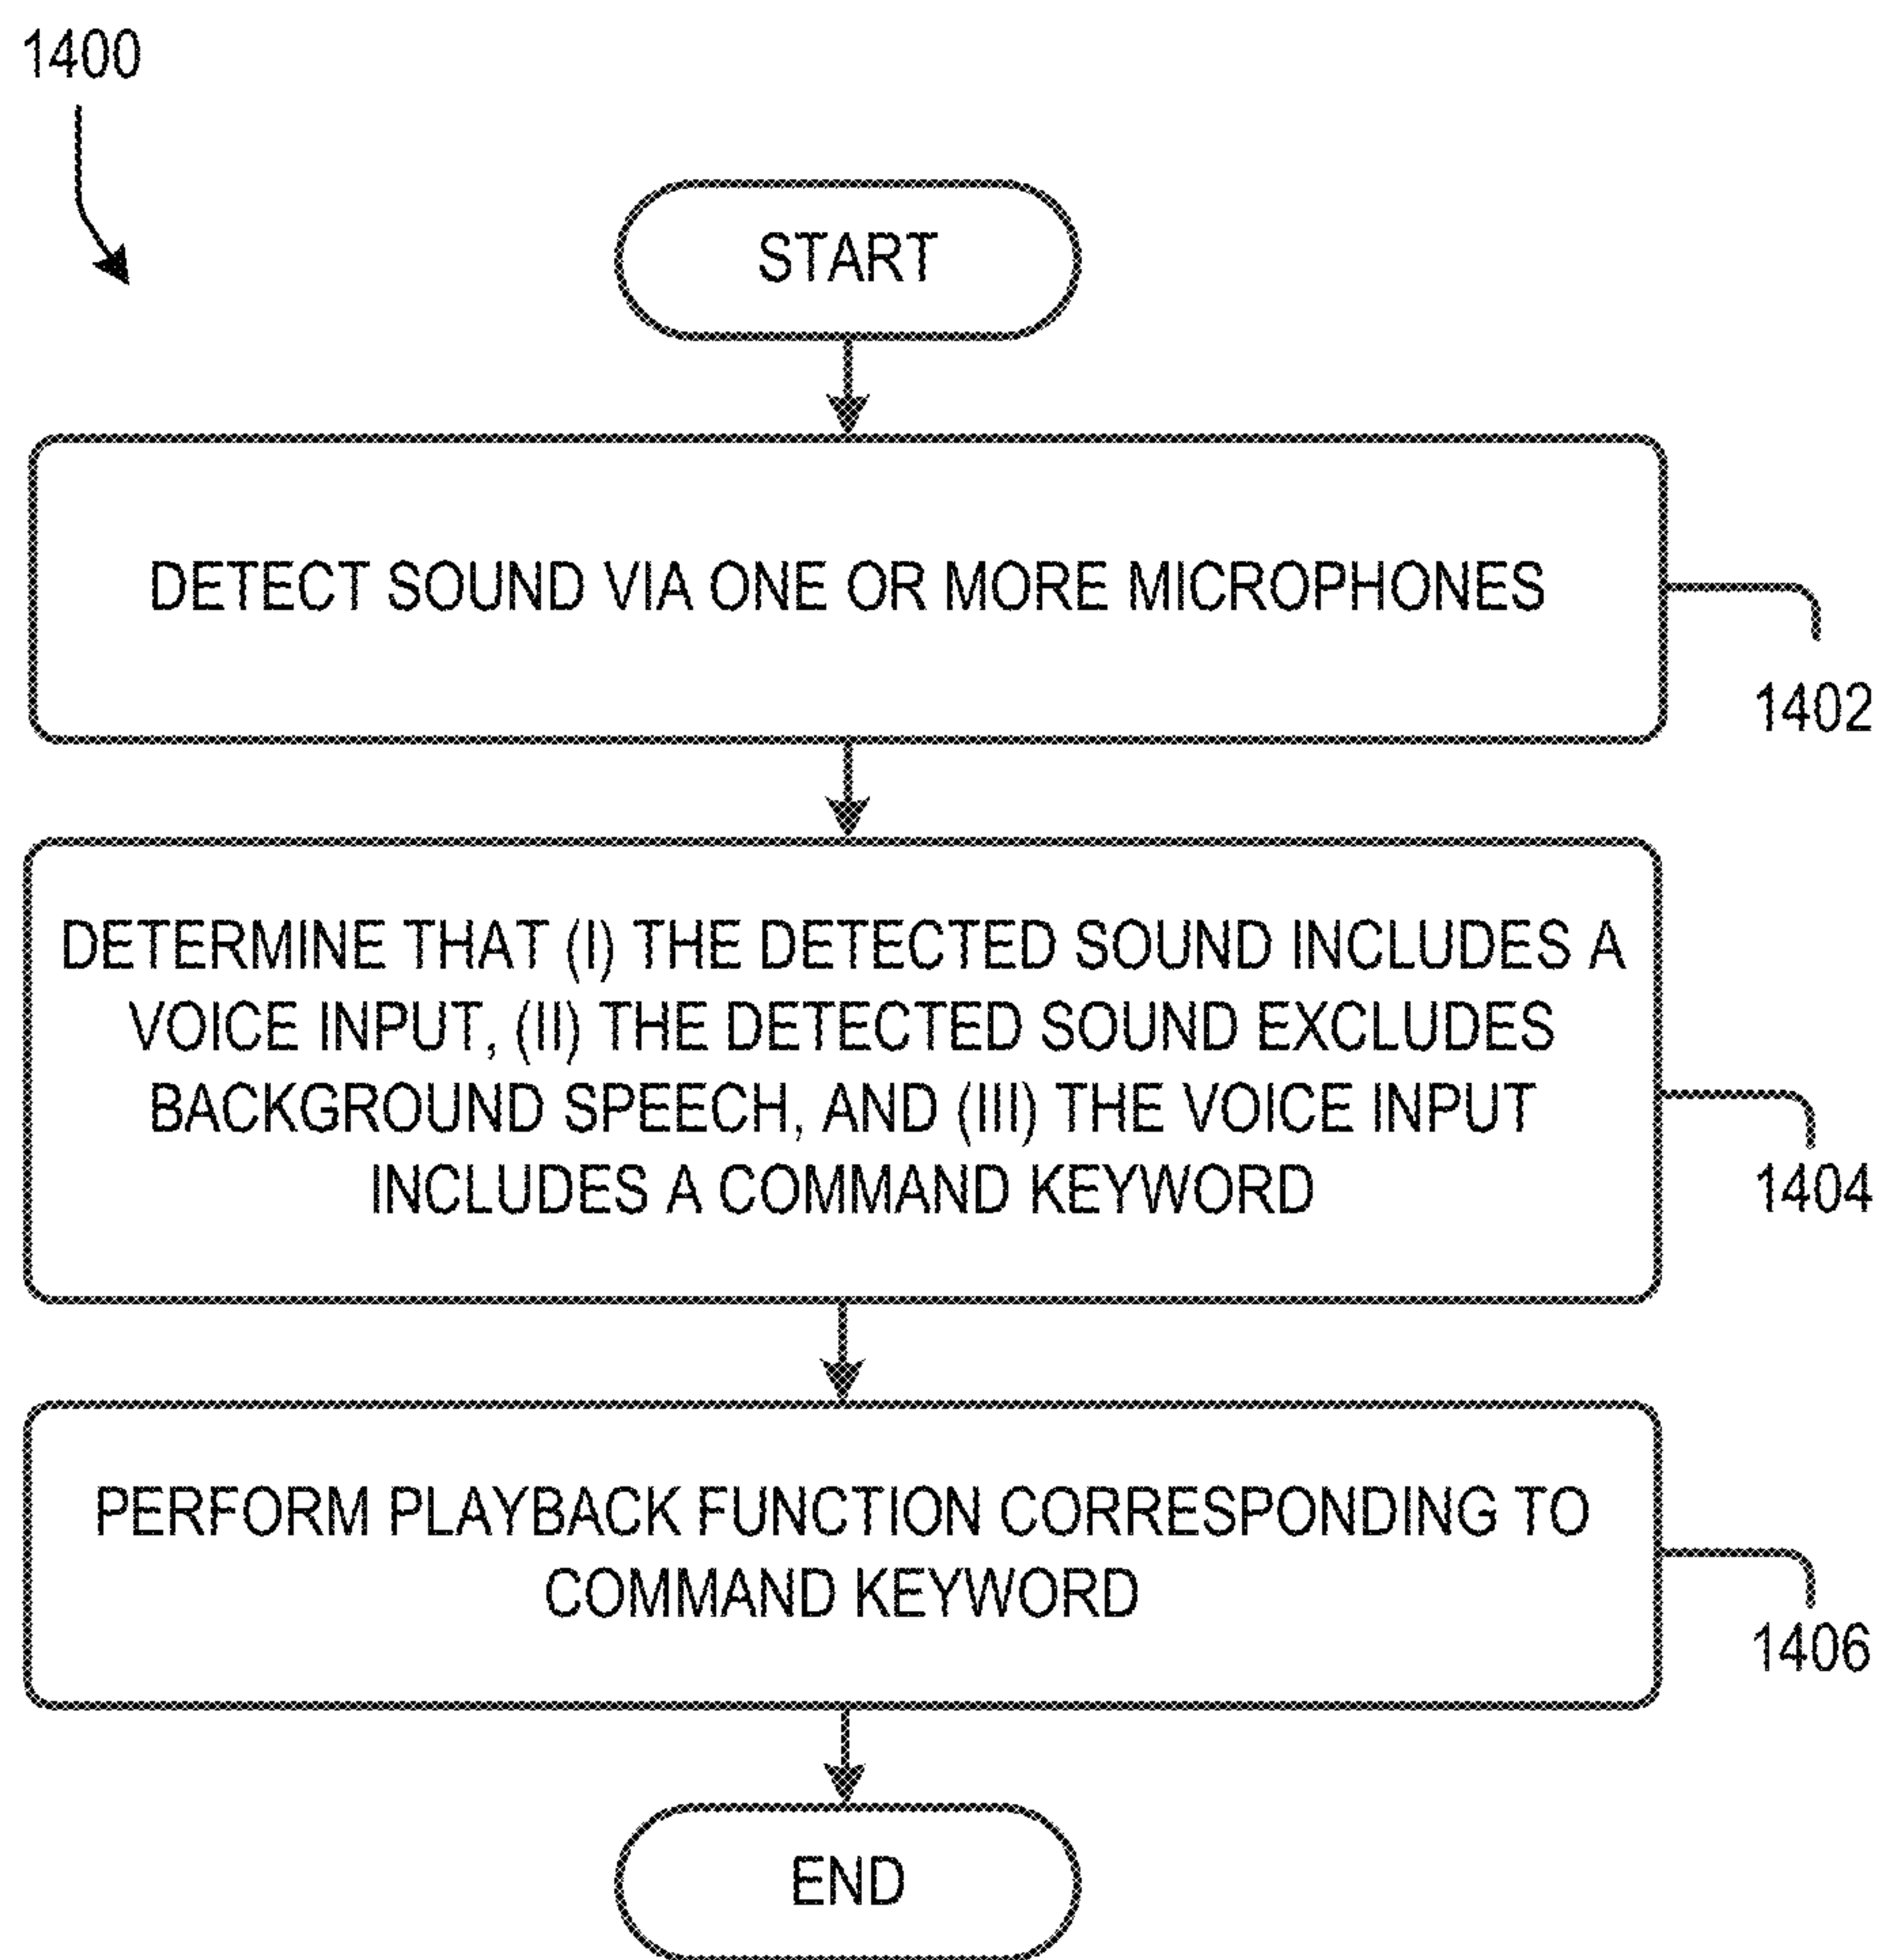 1400
START
DETECT SOUND VIA ONE OR MORE MICROPHONES
1402
DETERMINE THAT (I) THE DETECTED SOUND INCLUDES A
VOICE INPUT, (II) THE DETECTED SOUND EXCLUDES
BACKGROUND SPEECH, AND (III) THE VOICE INPUT
INCLUDES A COMMAND KEYWORD
1404
PERFORM PLAYBACK FUNCTION CORRESPONDING TO
COMMAND KEYWORD
1406
END